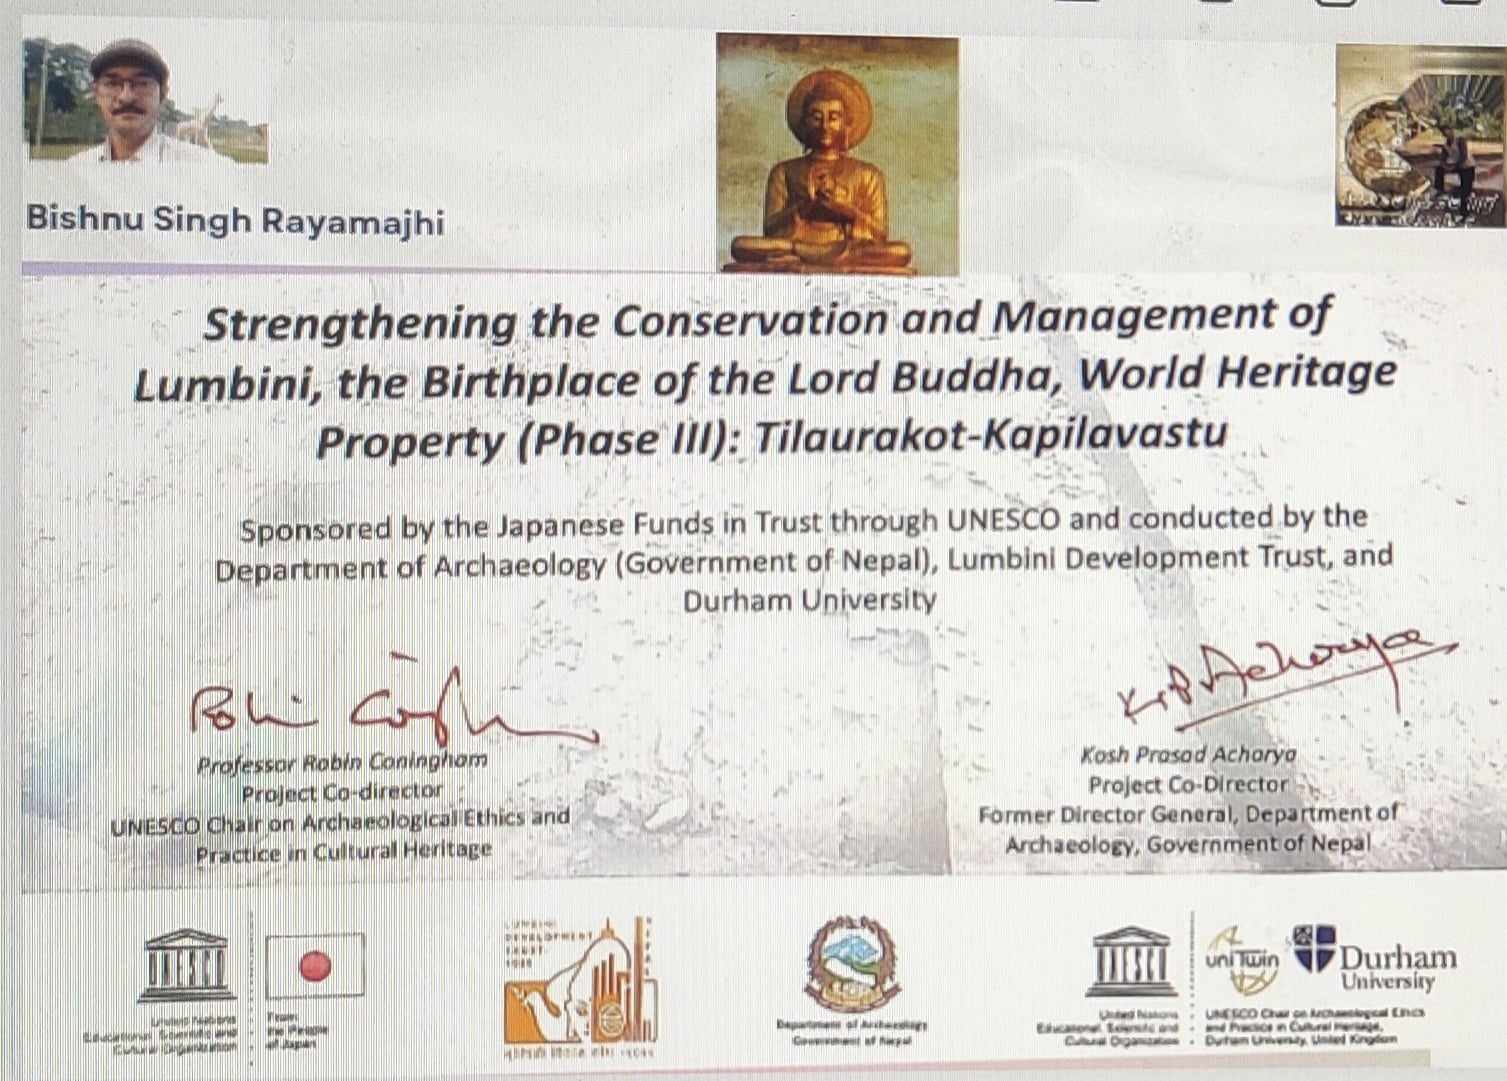 Bishnu Singh Rayamajhi
Strengthening the Conservation and Management of
Lumbini, the Birthplace of the Lord Buddha, World Heritage
Property (Phase III): Tilaurakot-Kapilavastu
Sponsored by the Japanese Funds in Trust through UNESCO and conducted by the
Department of Archaeology (Government of Nepal), Lumbini Development Trust, and
Durham University
Robin
K P Acharya
Professor Robin Coningham
Project Co-director
UNESCO Chair on Archaeological Ethics and
Practice in Cultural Heritage
Kosh Prasad Acharya
Project Co-Director
Former Director General, Department of
Archaeology, Government of Nepal
UNESCO
United Nations
Educational, Scientific and
Cultural Organization
From
the People
of Japan
LUMBINI
DEVELOPMENT
TRUST
NEPAL
Department of Archaeology
Government of Nepal
UNESCO
United Nations
Educational, Scientific and
Cultural Organization
uniTwin
Durham
University
UNESCO Chair on Archaeological Ethics
and Practice in Cultural Heritage,
Durham University, United Kingdom